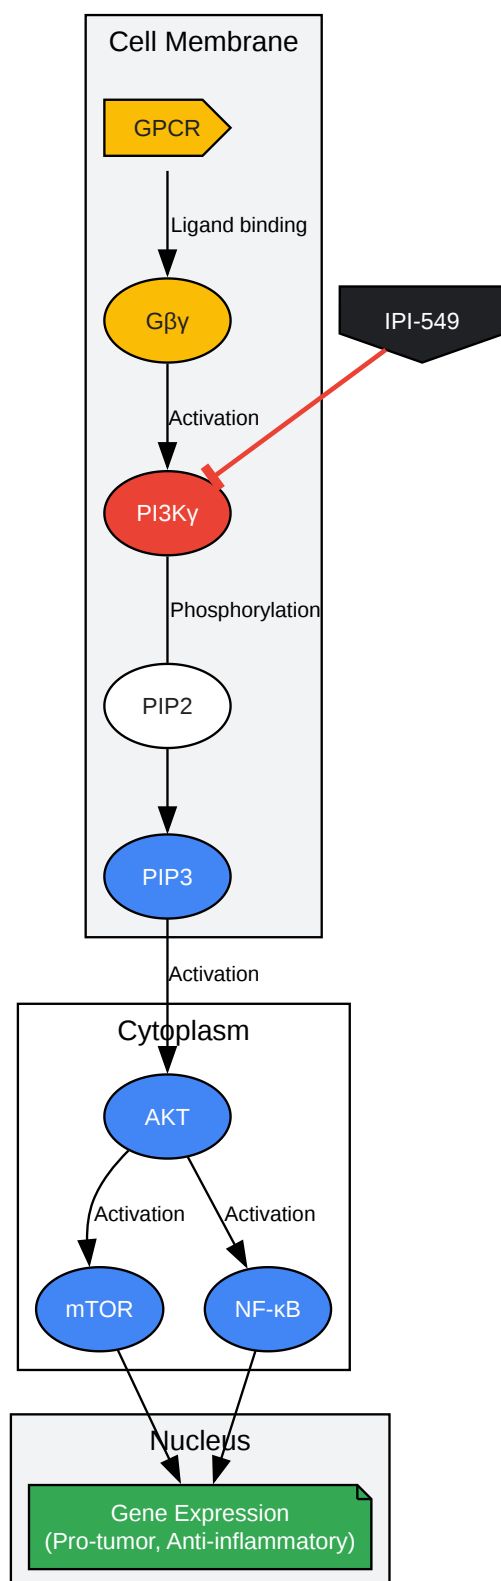 Cell Membrane
GPCR
Ligand binding
Gβγ
IPI-549
Activation
PI3Kγ
Phosphorylation
PIP2
PIP3
Activation
Cytoplasm
AKT
Activation
Activation
mTOR
NF-κB
Nucleus
Gene Expression
(Pro-tumor, Anti-inflammatory)